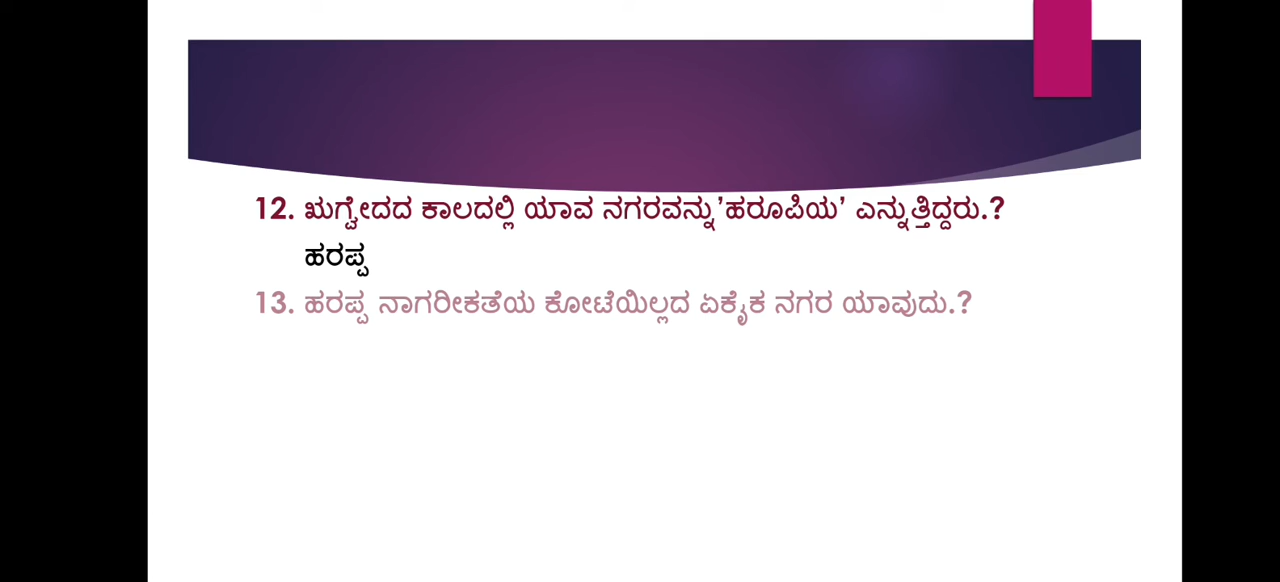 12. ಋಗ್ವೇದದ ಕಾಲದಲ್ಲಿ ಯಾವ ನಗರವನ್ನು 'ಹರೂಪಿಯ' ಎನ್ನುತ್ತಿದ್ದರು.?
ಹರಪ್ಪ
13. ಹರಪ್ಪ ನಾಗರೀಕತೆಯ ಕೋಟೆಯಿಲ್ಲದ ಏಕೈಕ ನಗರ ಯಾವುದು.?